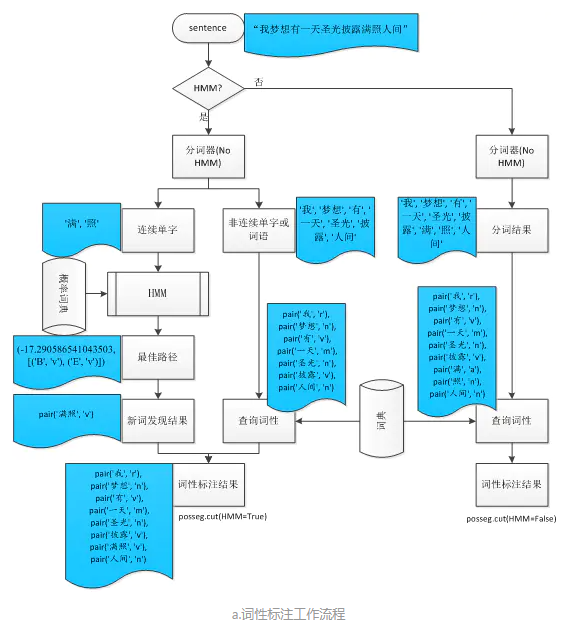 sentence
“我梦想有一天圣光披露满照人间”
HMM?
否
是
分词器(No
HMM)
分词器(No
HMM)
'满', '照'
连续单字
非连续单字或
词语
'我', '梦想', '有', '
一天', '圣光', '披
露', '人间'
'我', '梦想', '有', '
一天', '圣光', '披
露', '满', '照', '人
间'
分词结果
概率词典
HMM
(-17.290586541043503,
[('B', 'v'), ('E', 'v')])
最佳路径
pair('我', 'r'),
pair('梦想', 'n'),
pair('有', 'v'),
pair('一天', 'm'),
pair('圣光', 'n'),
pair('披露', 'v'),
pair('人间', 'n')
pair('我', 'r'),
pair('梦想', 'n'),
pair('有', 'v'),
pair('一天', 'm'),
pair('圣光', 'n'),
pair('披露', 'v'),
pair('满', 'a'),
pair('照', 'n'),
pair('人间', 'n')
pair('满照', 'v']
新词发现结果
查询词性
词典
查询词性
pair('我', 'r'),
pair('梦想', 'n'),
pair('有', 'v'),
pair('一天', 'm'),
pair('圣光', 'n'),
pair('披露', 'v'),
pair('满照', 'v'),
pair('人间', 'n')
词性标注结果
posseg.cut(HMM=True)
词性标注结果
posseg.cut(HMM=False)
a.词性标注工作流程